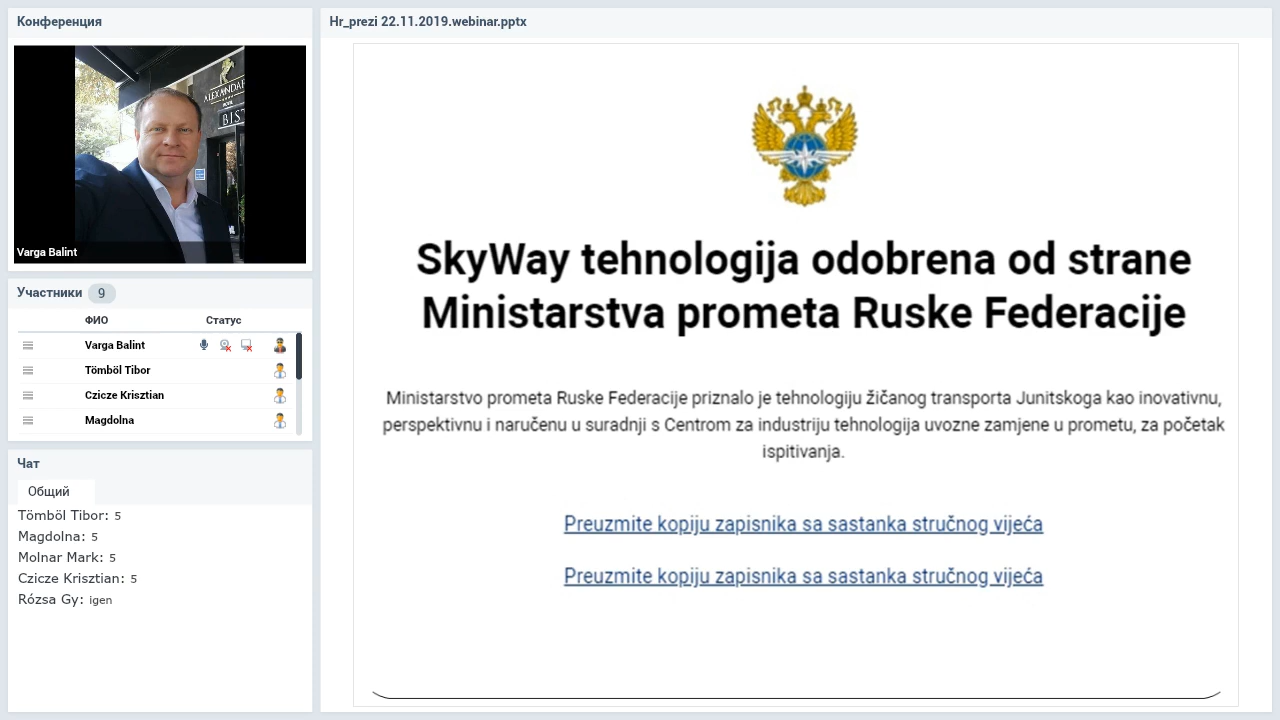 Конференция
ALEXANDAR
BIS
Varga Balint
Участники 9
ФИО Статус
Varga Balint
Tömböl Tibor
Czicze Krisztian
Magdolna
Чат
Общий
Tömböl Tibor: 5
Magdolna: 5
Molnar Mark: 5
Czicze Krisztian: 5
Rózsa Gy: igen
Hr_prezi 22.11.2019.webinar.pptx
SkyWay tehnologija odobrena od strane
Ministarstva prometa Ruske Federacije
Ministarstvo prometa Ruske Federacije priznalo je tehnologiju žičanog transporta Junitskoga kao inovativnu,
perspektivnu i naručenu u suradnji s Centrom za industriju tehnologija uvozne zamjene u prometu, za početak
ispitivanja.
Preuzmite kopiju zapisnika sa sastanka stručnog vijeća
Preuzmite kopiju zapisnika sa sastanka stručnog vijeća